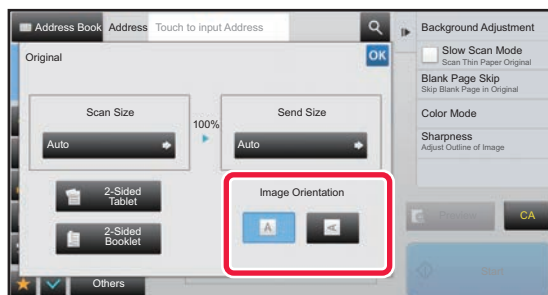 Address Book Address Touch to input Address
Background Adjustment
Original
OK
Slow Scan Mode
Scan Thin Paper Original
Blank Page Skip
Skip Blank Page in Original
Scan Size
100%
Send Size
Color Mode
Auto
Auto
Sharpness
Adjust Outline of Image
2-Sided
Tablet
Image Orientation
A
A
Preview
CA
2-Sided
Booklet
Start
Others